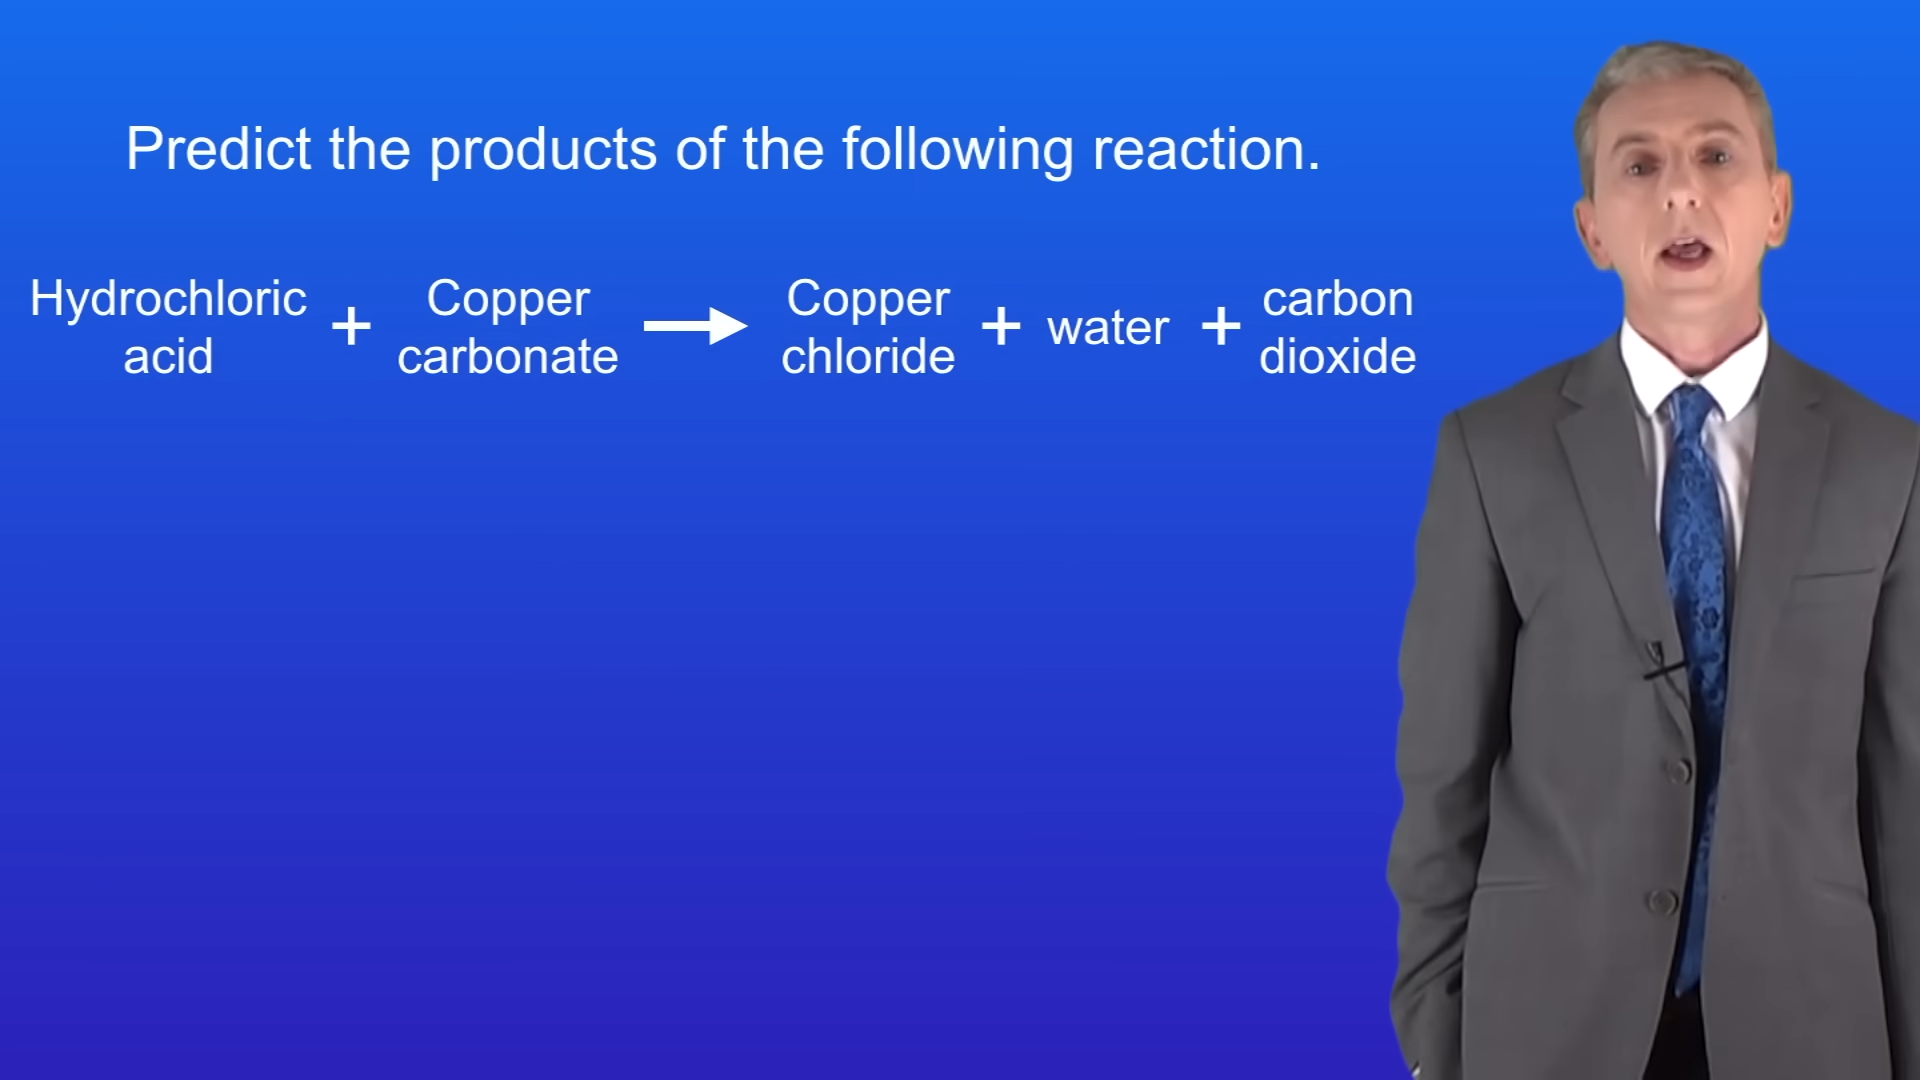 Predict the products of the following reaction.
Hydrochloric acid + Copper carbonate → Copper chloride + water + carbon dioxide